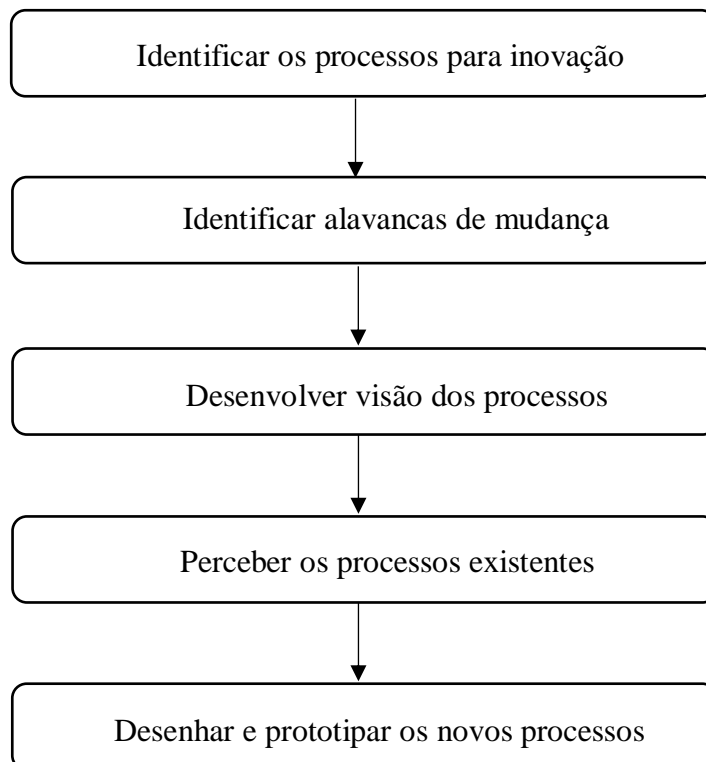 Identificar os processos para inovação
Identificar alavancas de mudança
Desenvolver visão dos processos
Perceber os processos existentes
Desenhar e prototipar os novos processos